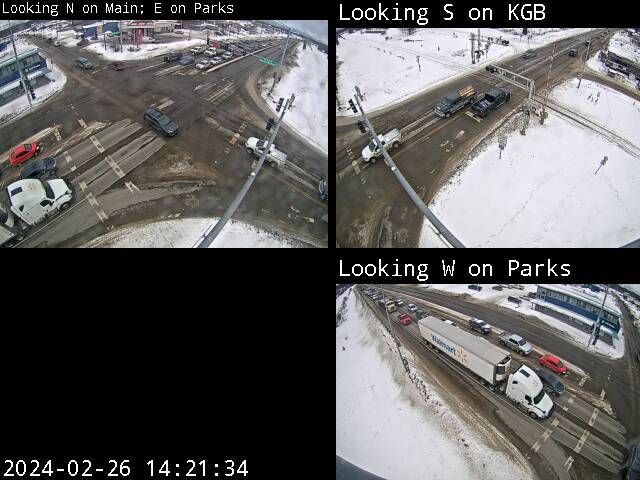 Looking N on Main; E on Parks
Looking S on KGB
Looking W on Parks
Walmart
2024-02-26 14:21:34